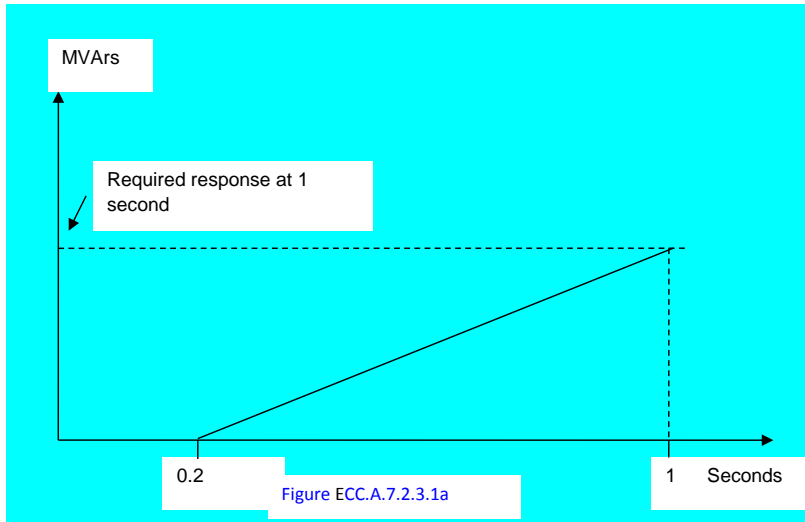 MVArs
Required response at 1
second
0.2
1 Seconds
Figure ECC.A.7.2.3.1a